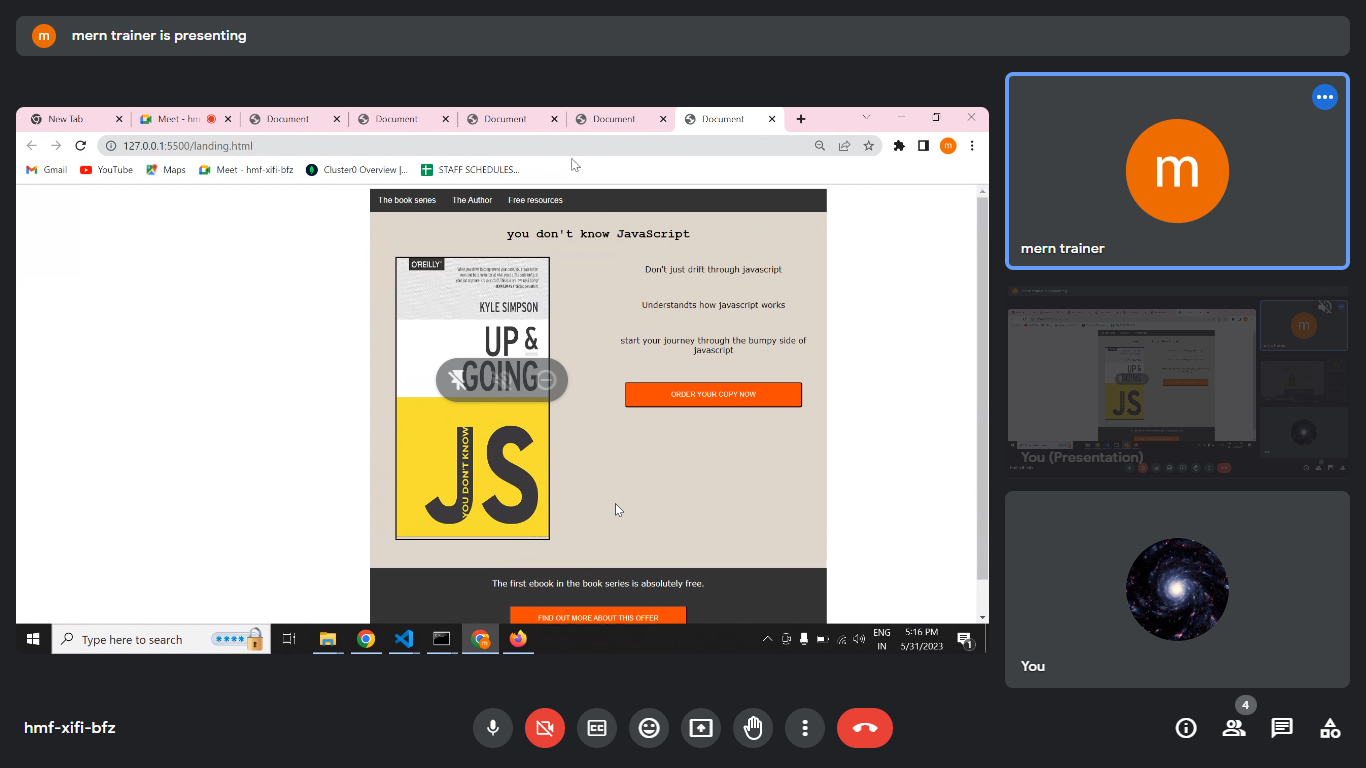 m
mern trainer is presenting
New Tab
Meet - hm
Document
Document
Document
Document
Document
127.0.0.1:5500/landing.html
m
Gmail
YouTube
Maps
Meet - hmf-xifi-bfz
Cluster0 Overview |...
STAFF SCHEDULES...
The book series
The Author
Free resources
you don't know JavaScript
O'REILLY
KYLE SIMPSON
UP &
GOING
YOU DON'T KNOW
JS
Don't just drift through javascript
Understandts how javascript works
start your journey through the bumpy side of
javascript
ORDER YOUR COPY NOW
The first ebook in the book series is absolutely free.
FIND OUT MORE ABOUT THIS OFFER
Type here to search
****
m
ENG
IN
5:16 PM
5/31/2023
1
m
mern trainer
m
JS
You (Presentation)
You
hmf-xifi-bfz
CC
4